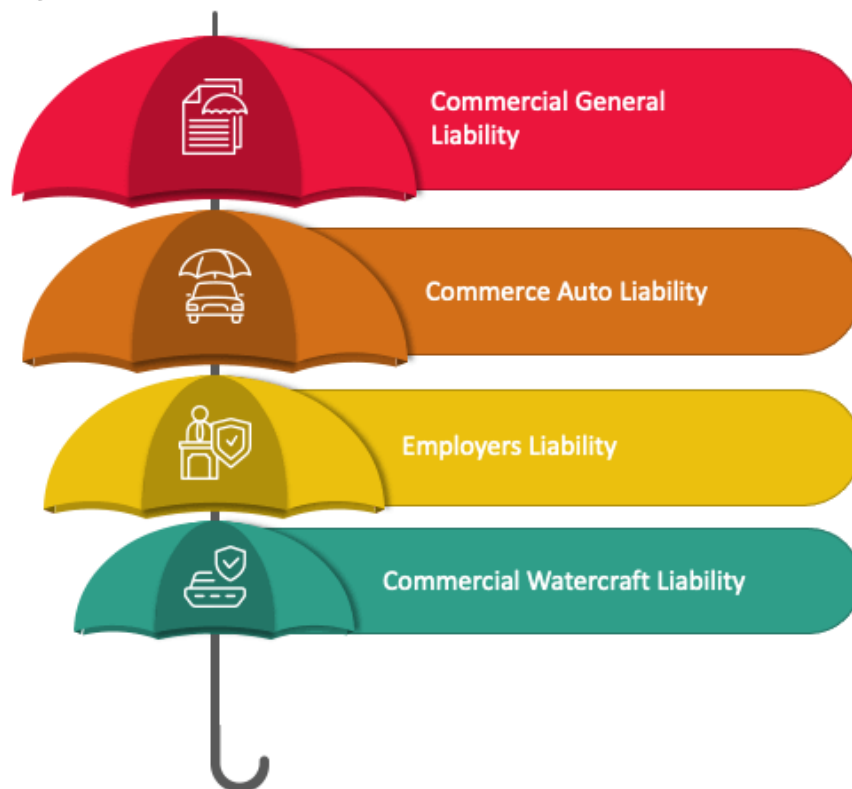 Commercial General
Liability
Commerce Auto Liability
Employers Liability
Commercial Watercraft Liability